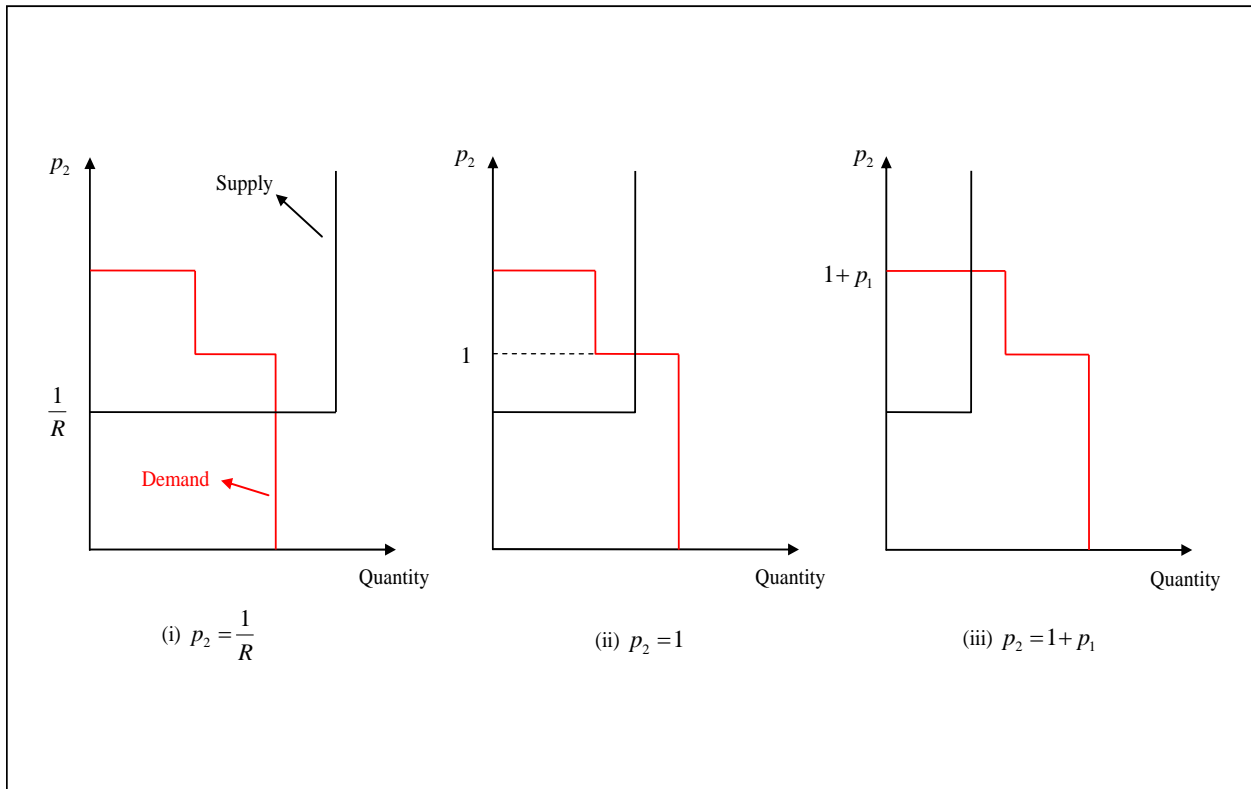 p₂
Supply
1/R
Demand
Quantity
(i) p₂ = 1/R
p₂
1
Quantity
(ii) p₂ = 1
p₂
1 + p₁
Quantity
(iii) p₂ = 1 + p₁